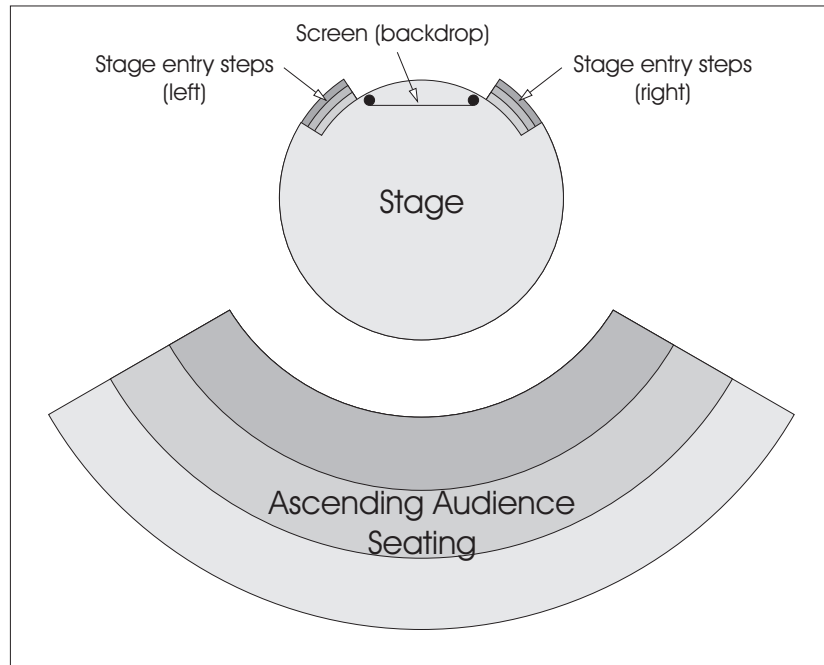 Screen (backdrop)
Stage entry steps
(left)
Stage entry steps
(right)
Stage
Ascending Audience
Seating